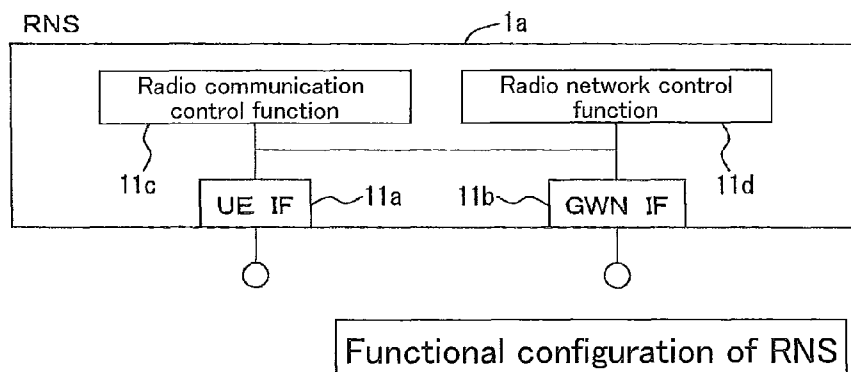 RNS
1a
Radio communication
control function
Radio network control
function
11c
11d
UE IF
11a
11b
GWN IF
Functional configuration of RNS